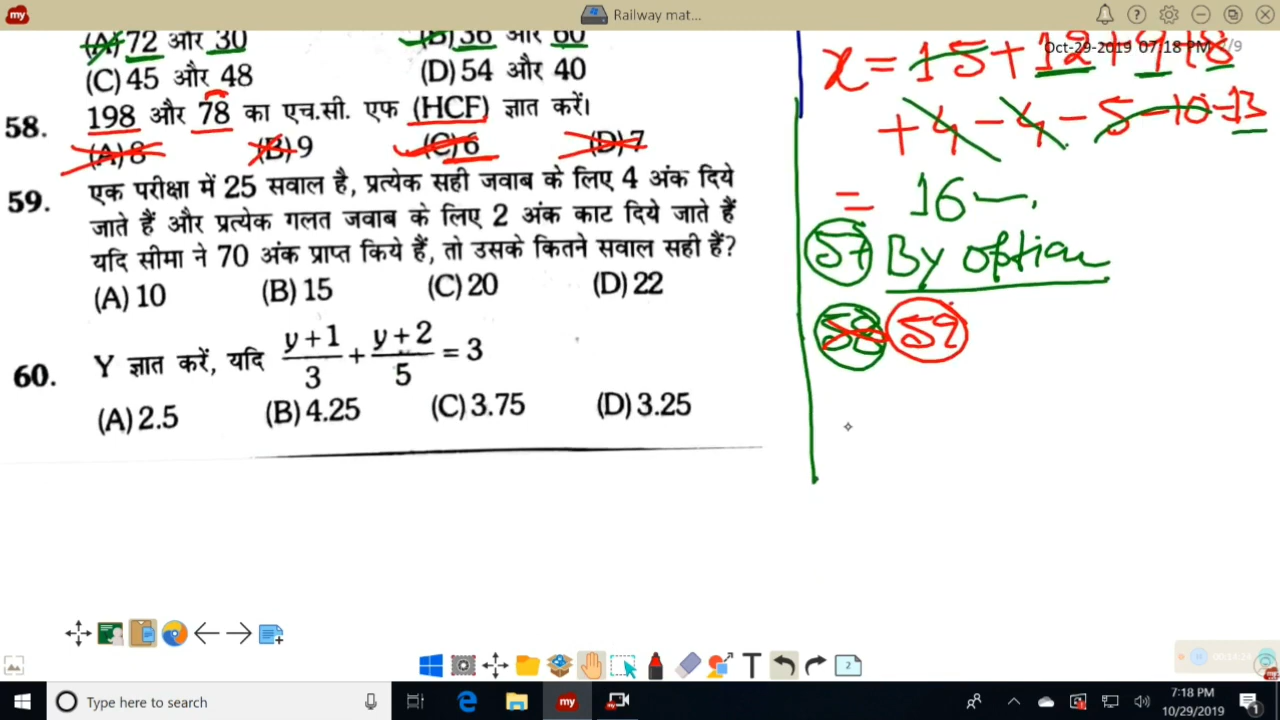 my
Railway mat...
(A) 72 और 30
(B) 36 और 60
(C) 45 और 48
(D) 54 और 40
58. 198 और 78 का एच.सी. एफ (HCF) ज्ञात करें।
(A) 8
(B) 9
(C) 6
(D) 7
59. एक परीक्षा में 25 सवाल है, प्रत्येक सही जवाब के लिए 4 अंक दिये
जाते हैं और प्रत्येक गलत जवाब के लिए 2 अंक काट दिये जाते हैं
यदि सीमा ने 70 अंक प्राप्त किये हैं, तो उसके कितने सवाल सही हैं?
(A) 10
(B) 15
(C) 20
(D) 22
60. Y ज्ञात करें, यदि y+1/3 + y+2/5 = 3
(A) 2.5
(B) 4.25
(C) 3.75
(D) 3.25
Oct-29-2019 07:18 PM
/9
x = 15 + 12 + 9 + 8
+ 4 - 4 - 5 - 10 - 13
= 16
57 By option
58 59
T
2
Type here to search
my
7:18 PM
10/29/2019
1